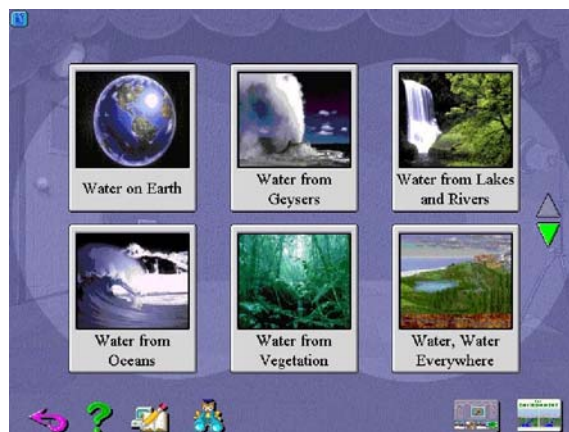 Water on Earth
Water from
Geysers
Water from Lakes
and Rivers
Water from
Oceans
Water from
Vegetation
Water, Water
Everywhere